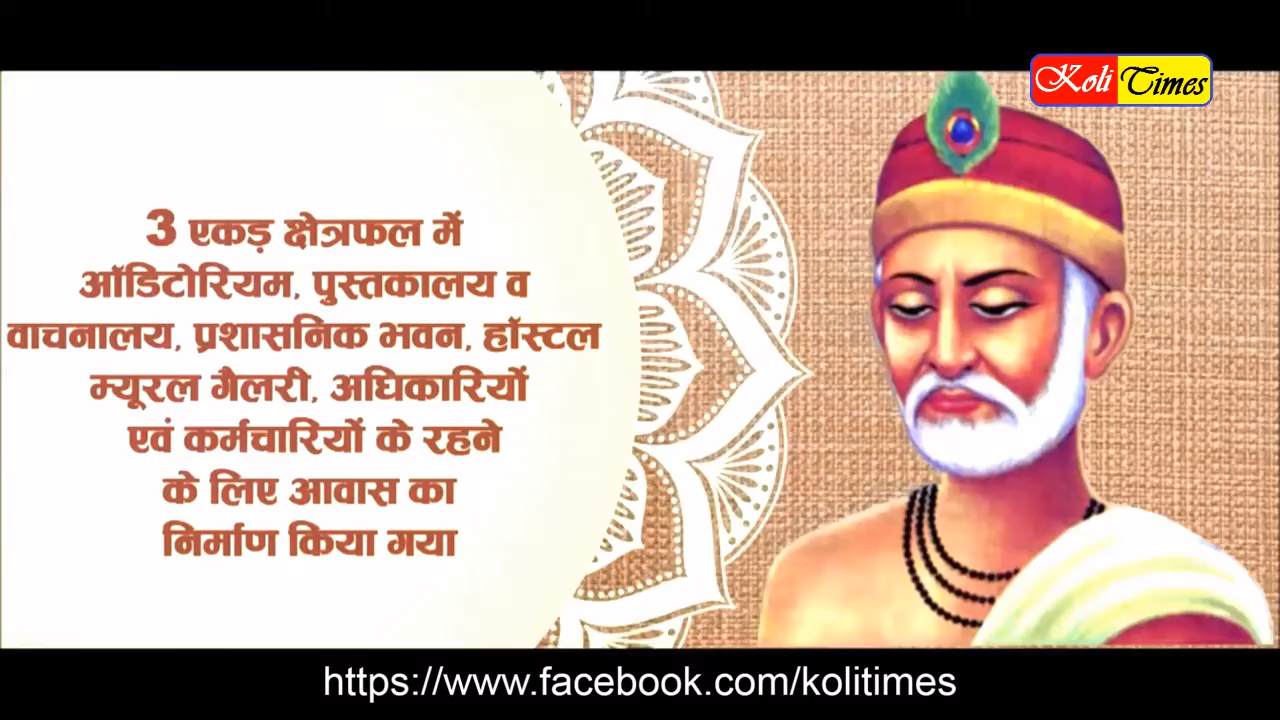 Koli Times
3 एकड़ क्षेत्रफल में
ऑडिटोरियम, पुस्तकालय व
वाचनालय, प्रशासनिक भवन, हॉस्टल
म्यूरल गैलरी, अधिकारियों
एवं कर्मचारियों के रहने
के लिए आवास का
निर्माण किया गया
https://www.facebook.com/kolitimes